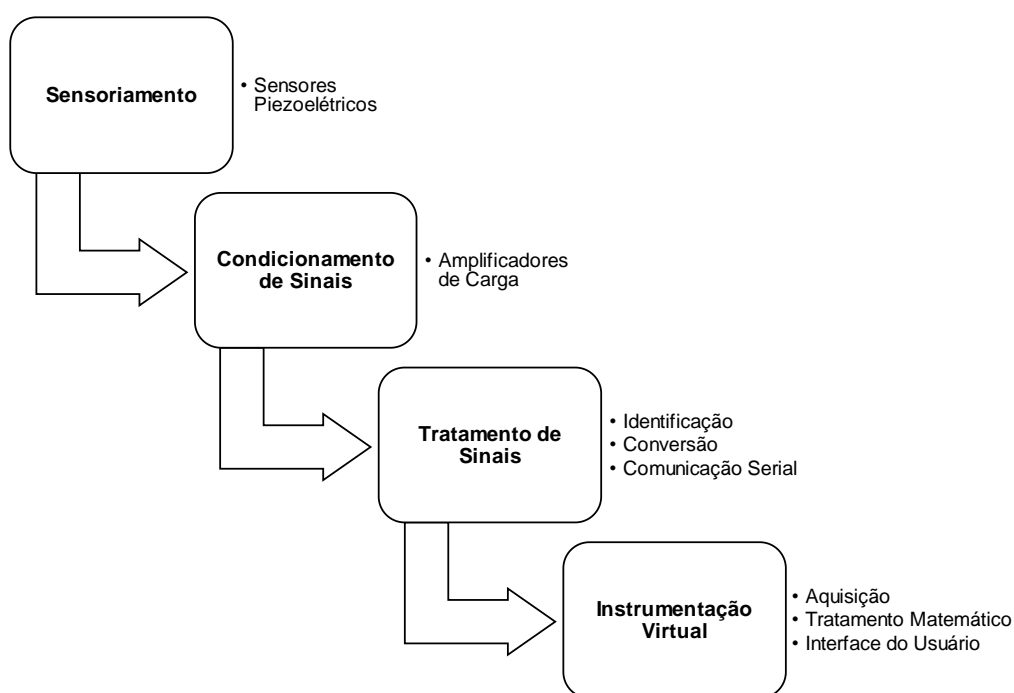 Sensoriamento
• Sensores
Piezoelétricos
Condicionamento
de Sinais
• Amplificadores
de Carga
Tratamento de
Sinais
• Identificação
• Conversão
• Comunicação Serial
Instrumentação
Virtual
• Aquisição
• Tratamento Matemático
• Interface do Usuário